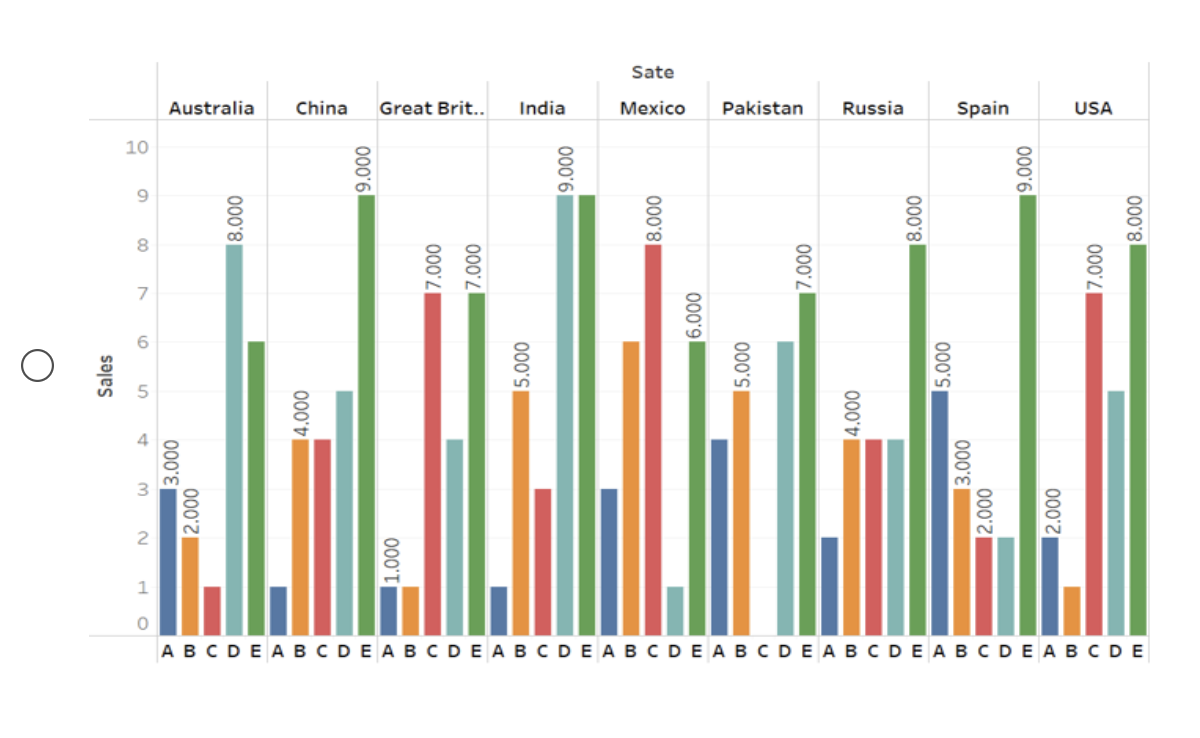 Sate
Australia China Great Brit.. India Mexico Pakistan Russia Spain USA
Sales
10
9
8
7
6
5
4
3
2
1
0
3.000 2.000 8.000
4.000 9.000
1.000 7.000 7.000
5.000 9.000
8.000 6.000
5.000 7.000
4.000 8.000
5.000 3.000 2.000 9.000
2.000 7.000 8.000
A B C D E A B C D E A B C D E A B C D E A B C D E A B C D E A B C D E A B C D E A B C D E